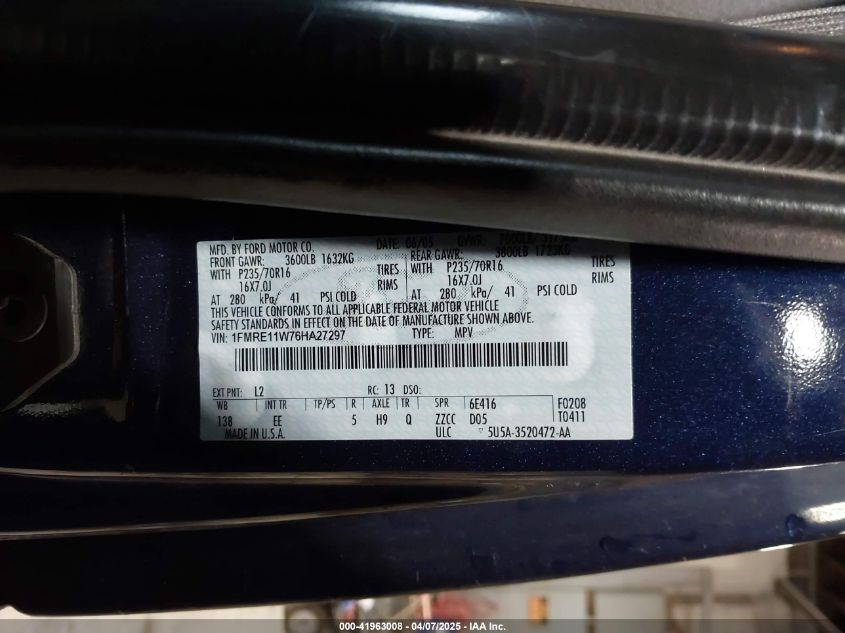 MFD. BY FORD MOTOR CO. DATE: 06/05 GVWR:
FRONT GAWR: 3600LB 1632KG REAR GAWR: 3800LB 1723KG
WITH P235/70R16 TIRES WITH P235/70R16 TIRES
16X7.0J RIMS 16X7.0J RIMS
AT 280 kPa/ 41 PSI COLD AT 280 kPa/ 41 PSI COLD
THIS VEHICLE CONFORMS TO ALL APPLICABLE FEDERAL MOTOR VEHICLE
SAFETY STANDARDS IN EFFECT ON THE DATE OF MANUFACTURE SHOWN ABOVE.
VIN: 1FMRE11W76HA27297 TYPE: MPV
EXT PNT: L2 RC: 13 DSO:
WB INT TR TP/PS R AXLE TR SPR 6E416 F0208
138 EE 5 H9 Q ZZCC D05 T0411
MADE IN U.S.A. ULC 5U5A-3520472-AA
000-41963008 - 04/07/2025 - IAA Inc.